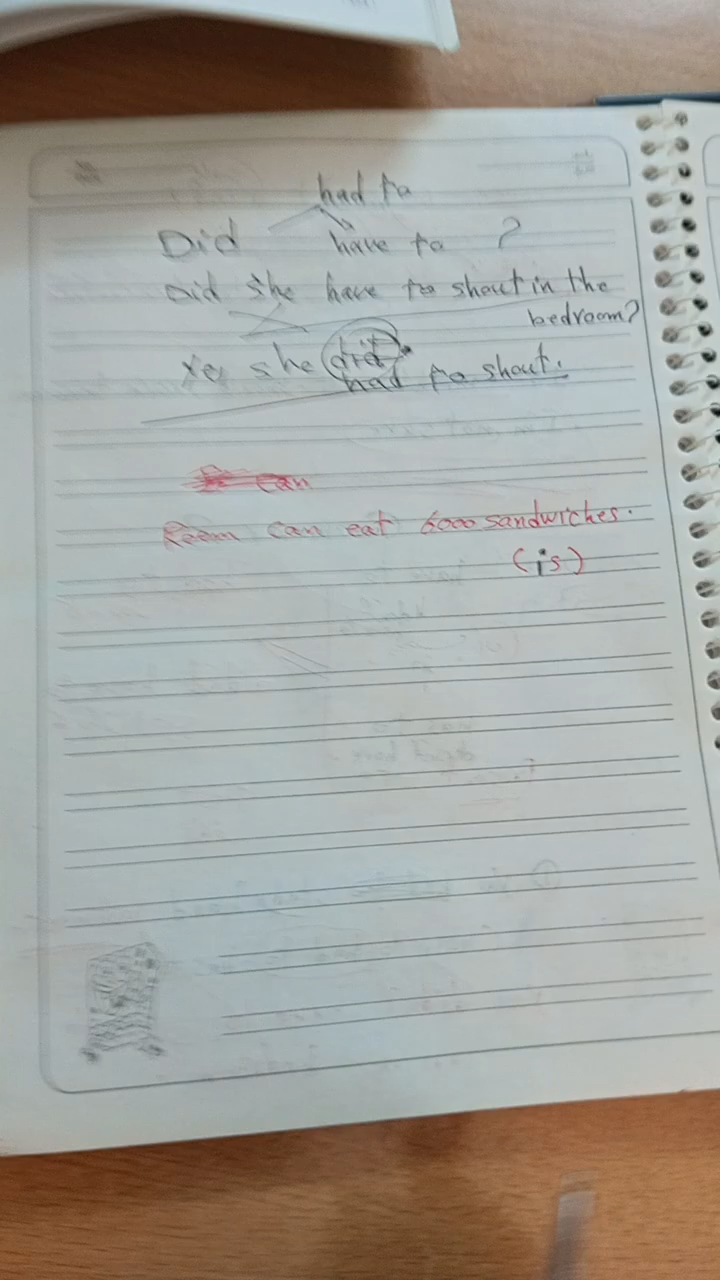 had to
Did have to ?
Did she have to shout in the
bedroom?
Yes she did.
had to shout.
can
Reem can eat 6000 sandwiches.
(is)